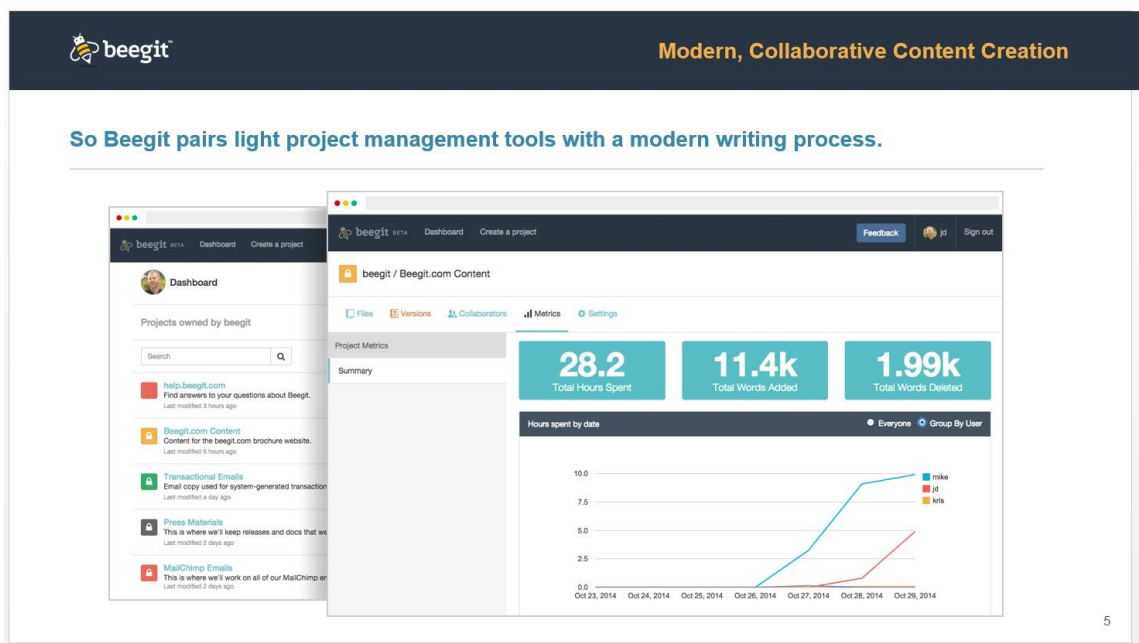 beegit™
Modern, Collaborative Content Creation
So Beegit pairs light project management tools with a modern writing process.
beegit BETA Dashboard Create a project
Dashboard
Projects owned by beegit
Search
help.beegit.com
Find answers to your questions about Beegit.
Last modified 3 hours ago
Beegit.com Content
Content for the beegit.com brochure website.
Last modified 6 hours ago
Transactional Emails
Email copy used for system-generated transaction
Last modified a day ago
Press Materials
This is where we'll keep releases and docs that we
Last modified 2 days ago
MailChimp Emails
This is where we'll work on all of our MailChimp em
Last modified 2 days ago
beegit BETA Dashboard Create a project Feedback jd Sign out
beegit / Beegit.com Content
Files Versions Collaborators Metrics Settings
Project Metrics
Summary
28.2
Total Hours Spent
11.4k
Total Words Added
1.99k
Total Words Deleted
Hours spent by date Everyone Group By User
10.0
7.5
5.0
2.5
0.0
Oct 23, 2014 Oct 24, 2014 Oct 25, 2014 Oct 26, 2014 Oct 27, 2014 Oct 28, 2014 Oct 29, 2014
mike
jd
kris
5